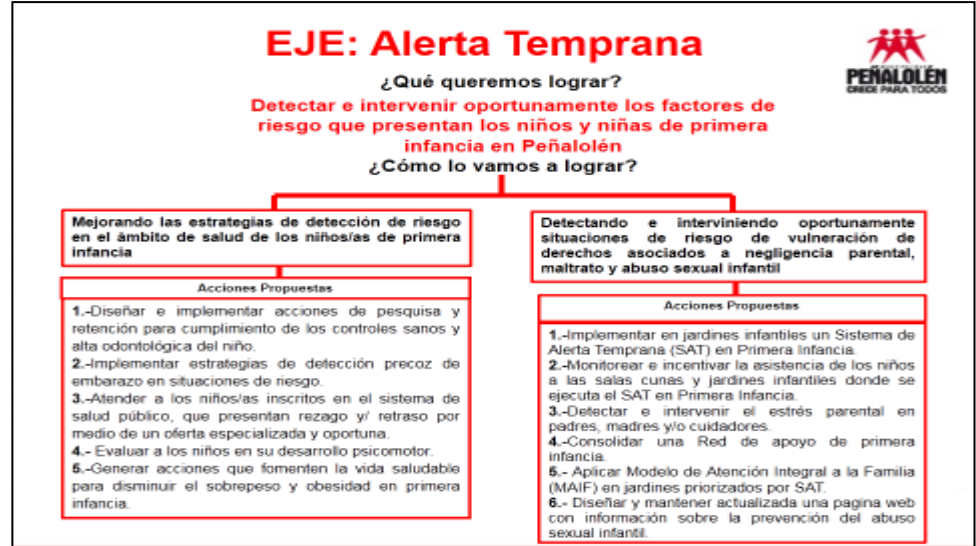 EJE: Alerta Temprana
PEÑALOLÉN
CRECE PARA TODOS
¿Qué queremos lograr?
Detectar e intervenir oportunamente los factores de
riesgo que presentan los niños y niñas de primera
infancia en Peñalolén
¿Cómo lo vamos a lograr?
Mejorando las estrategias de detección de riesgo
en el ámbito de salud de los niños/as de primera
infancia
Acciones Propuestas
1.-Diseñar e implementar acciones de pesquisa y
retención para cumplimiento de los controles sanos y
alta odontológica del niño.
2.-Implementar estrategias de detección precoz de
embarazo en situaciones de riesgo.
3.-Atender a los niños/as inscritos en el sistema de
salud público, que presentan rezago y/ retraso por
medio de un oferta especializada y oportuna.
4.- Evaluar a los niños en su desarrollo psicomotor.
5.-Generar acciones que fomenten la vida saludable
para disminuir el sobrepeso y obesidad en primera
infancia.
Detectando e interviniendo oportunamente
situaciones de riesgo de vulneración de
derechos asociados a negligencia parental,
maltrato y abuso sexual infantil
Acciones Propuestas
1.-Implementar en jardines infantiles un Sistema de
Alerta Temprana (SAT) en Primera Infancia.
2.-Monitorear e incentivar la asistencia de los niños
a las salas cunas y jardines infantiles donde se
ejecuta el SAT en Primera Infancia.
3.-Detectar e intervenir el estrés parental en
padres, madres y/o cuidadores.
4.-Consolidar una Red de apoyo de primera
infancia.
5.- Aplicar Modelo de Atención Integral a la Familia
(MAIF) en jardines priorizados por SAT.
6.- Diseñar y mantener actualizada una pagina web
con información sobre la prevención del abuso
sexual infantil.